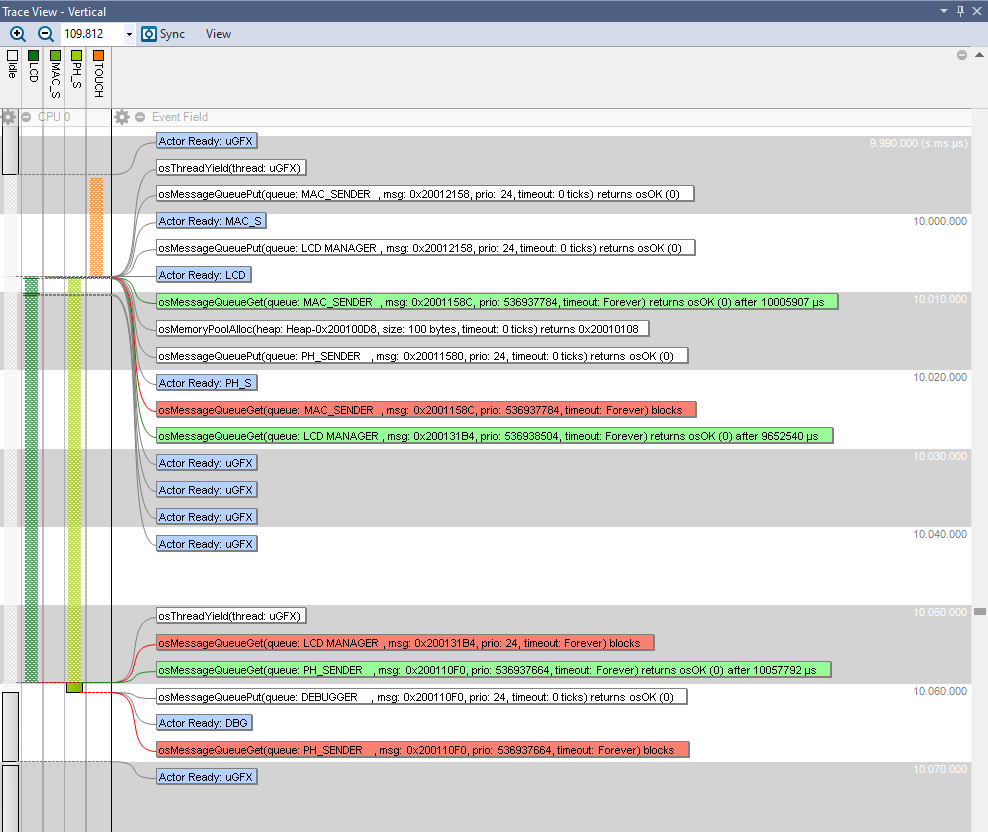 Trace View - Vertical
109.812
Sync
View
Idle
LCD
MAC_S
PH_S
TOUCH
CPU 0
Event Field
Actor Ready: uGFX
9.990.000 (s.ms.µs)
osThreadYield(thread: uGFX)
osMessageQueuePut(queue: MAC_SENDER , msg: 0x20012158, prio: 24, timeout: 0 ticks) returns osOK (0)
Actor Ready: MAC_S
10.000.000
osMessageQueuePut(queue: LCD MANAGER , msg: 0x20012158, prio: 24, timeout: 0 ticks) returns osOK (0)
Actor Ready: LCD
osMessageQueueGet(queue: MAC_SENDER , msg: 0x2001158C, prio: 536937784, timeout: Forever) returns osOK (0) after 10005907 µs
10.010.000
osMemoryPoolAlloc(heap: Heap-0x200100D8, size: 100 bytes, timeout: 0 ticks) returns 0x20010108
osMessageQueuePut(queue: PH_SENDER , msg: 0x20011580, prio: 24, timeout: 0 ticks) returns osOK (0)
Actor Ready: PH_S
10.020.000
osMessageQueueGet(queue: MAC_SENDER , msg: 0x2001158C, prio: 536937784, timeout: Forever) blocks
osMessageQueueGet(queue: LCD MANAGER , msg: 0x200131B4, prio: 536938504, timeout: Forever) returns osOK (0) after 9652540 µs
Actor Ready: uGFX
10.030.000
Actor Ready: uGFX
Actor Ready: uGFX
Actor Ready: uGFX
10.040.000
osThreadYield(thread: uGFX)
10.050.000
osMessageQueueGet(queue: LCD MANAGER , msg: 0x200131B4, prio: 24, timeout: Forever) blocks
osMessageQueueGet(queue: PH_SENDER , msg: 0x200110F0, prio: 536937664, timeout: Forever) returns osOK (0) after 10057792 µs
osMessageQueuePut(queue: DEBUGGER , msg: 0x200110F0, prio: 24, timeout: 0 ticks) returns osOK (0)
10.060.000
Actor Ready: DBG
osMessageQueueGet(queue: PH_SENDER , msg: 0x200110F0, prio: 536937664, timeout: Forever) blocks
Actor Ready: uGFX
10.070.000